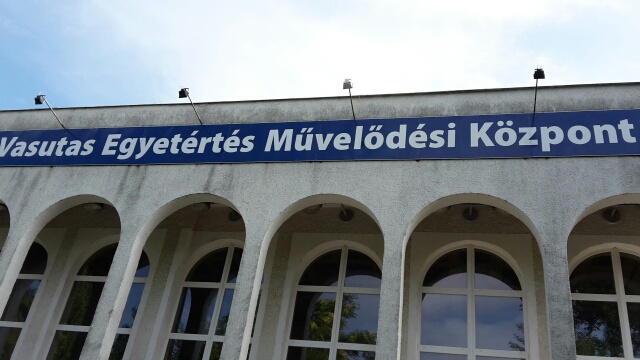 Vasutas Egyetértés Művelődési Központ